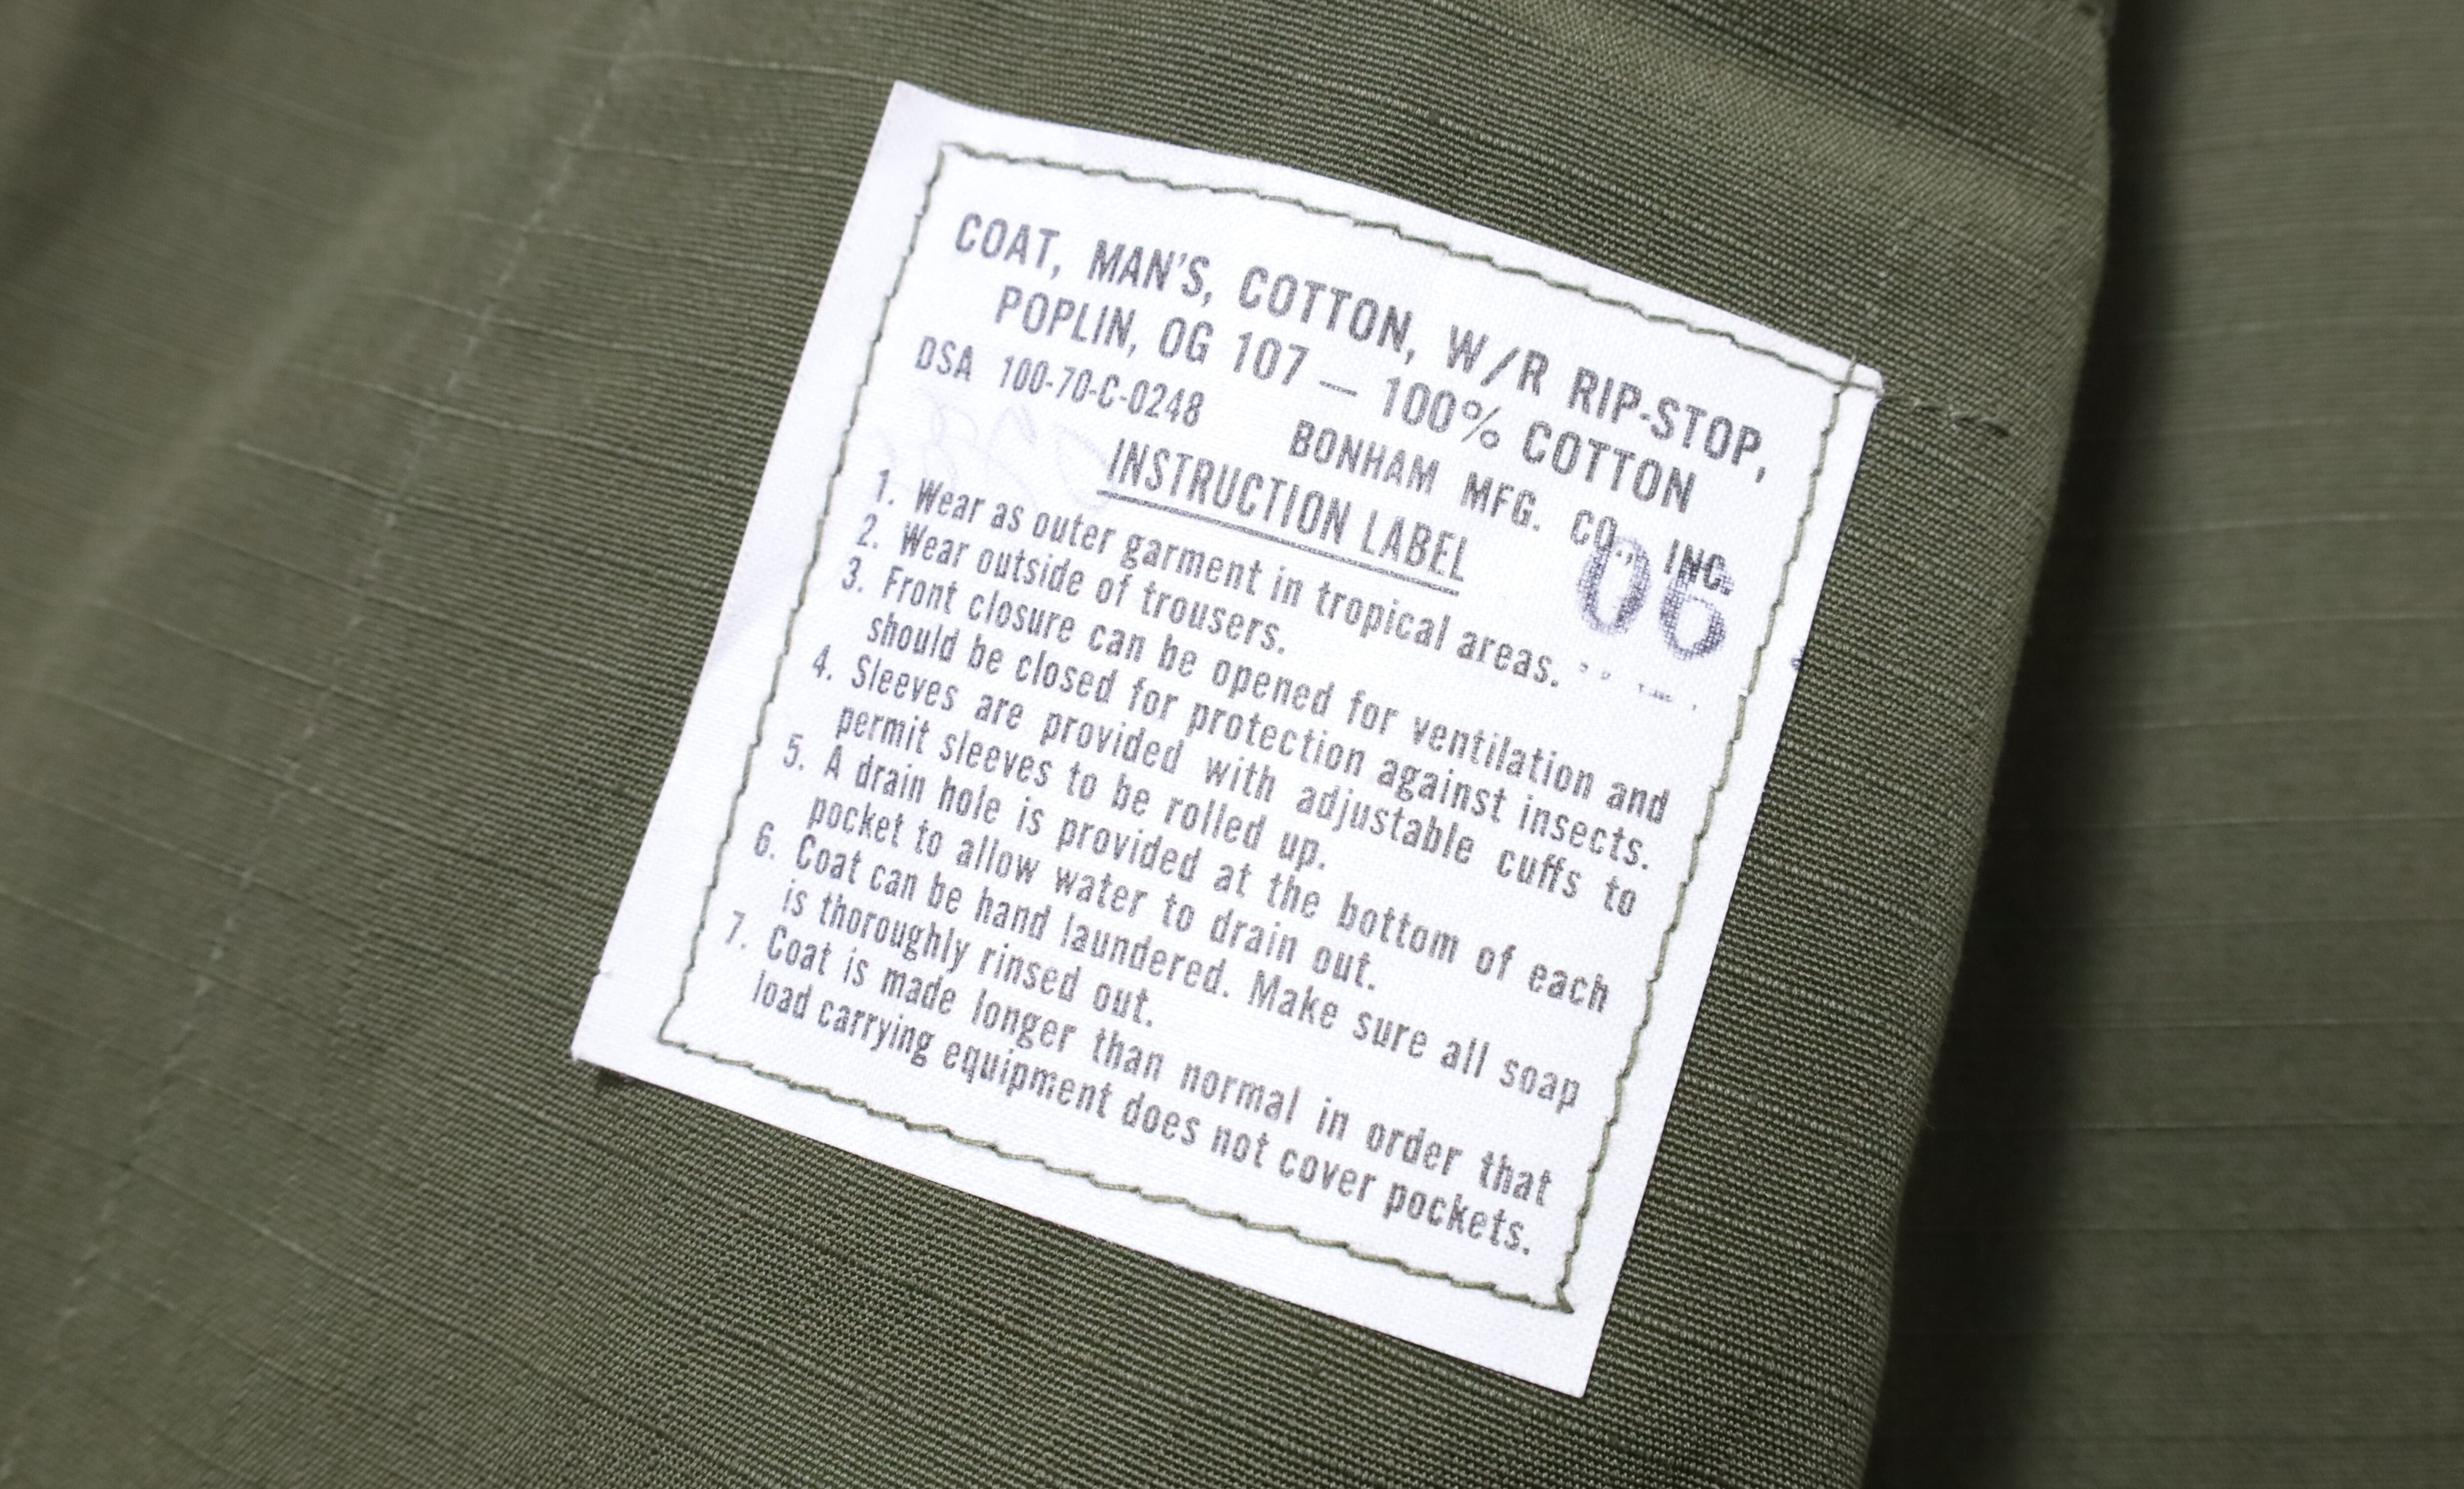 COAT, MAN'S, COTTON, W/R RIP-STOP,
POPLIN, OG 107 — 100% COTTON
DSA 100-70-C-0248 BONHAM MFG. CO., INC.
INSTRUCTION LABEL
06
1. Wear as outer garment in tropical areas.
2. Wear outside of trousers.
3. Front closure can be opened for ventilation and
should be closed for protection against insects.
4. Sleeves are provided with adjustable cuffs to
permit sleeves to be rolled up.
5. A drain hole is provided at the bottom of each
pocket to allow water to drain out.
6. Coat can be hand laundered. Make sure all soap
is thoroughly rinsed out.
7. Coat is made longer than normal in order that
load carrying equipment does not cover pockets.